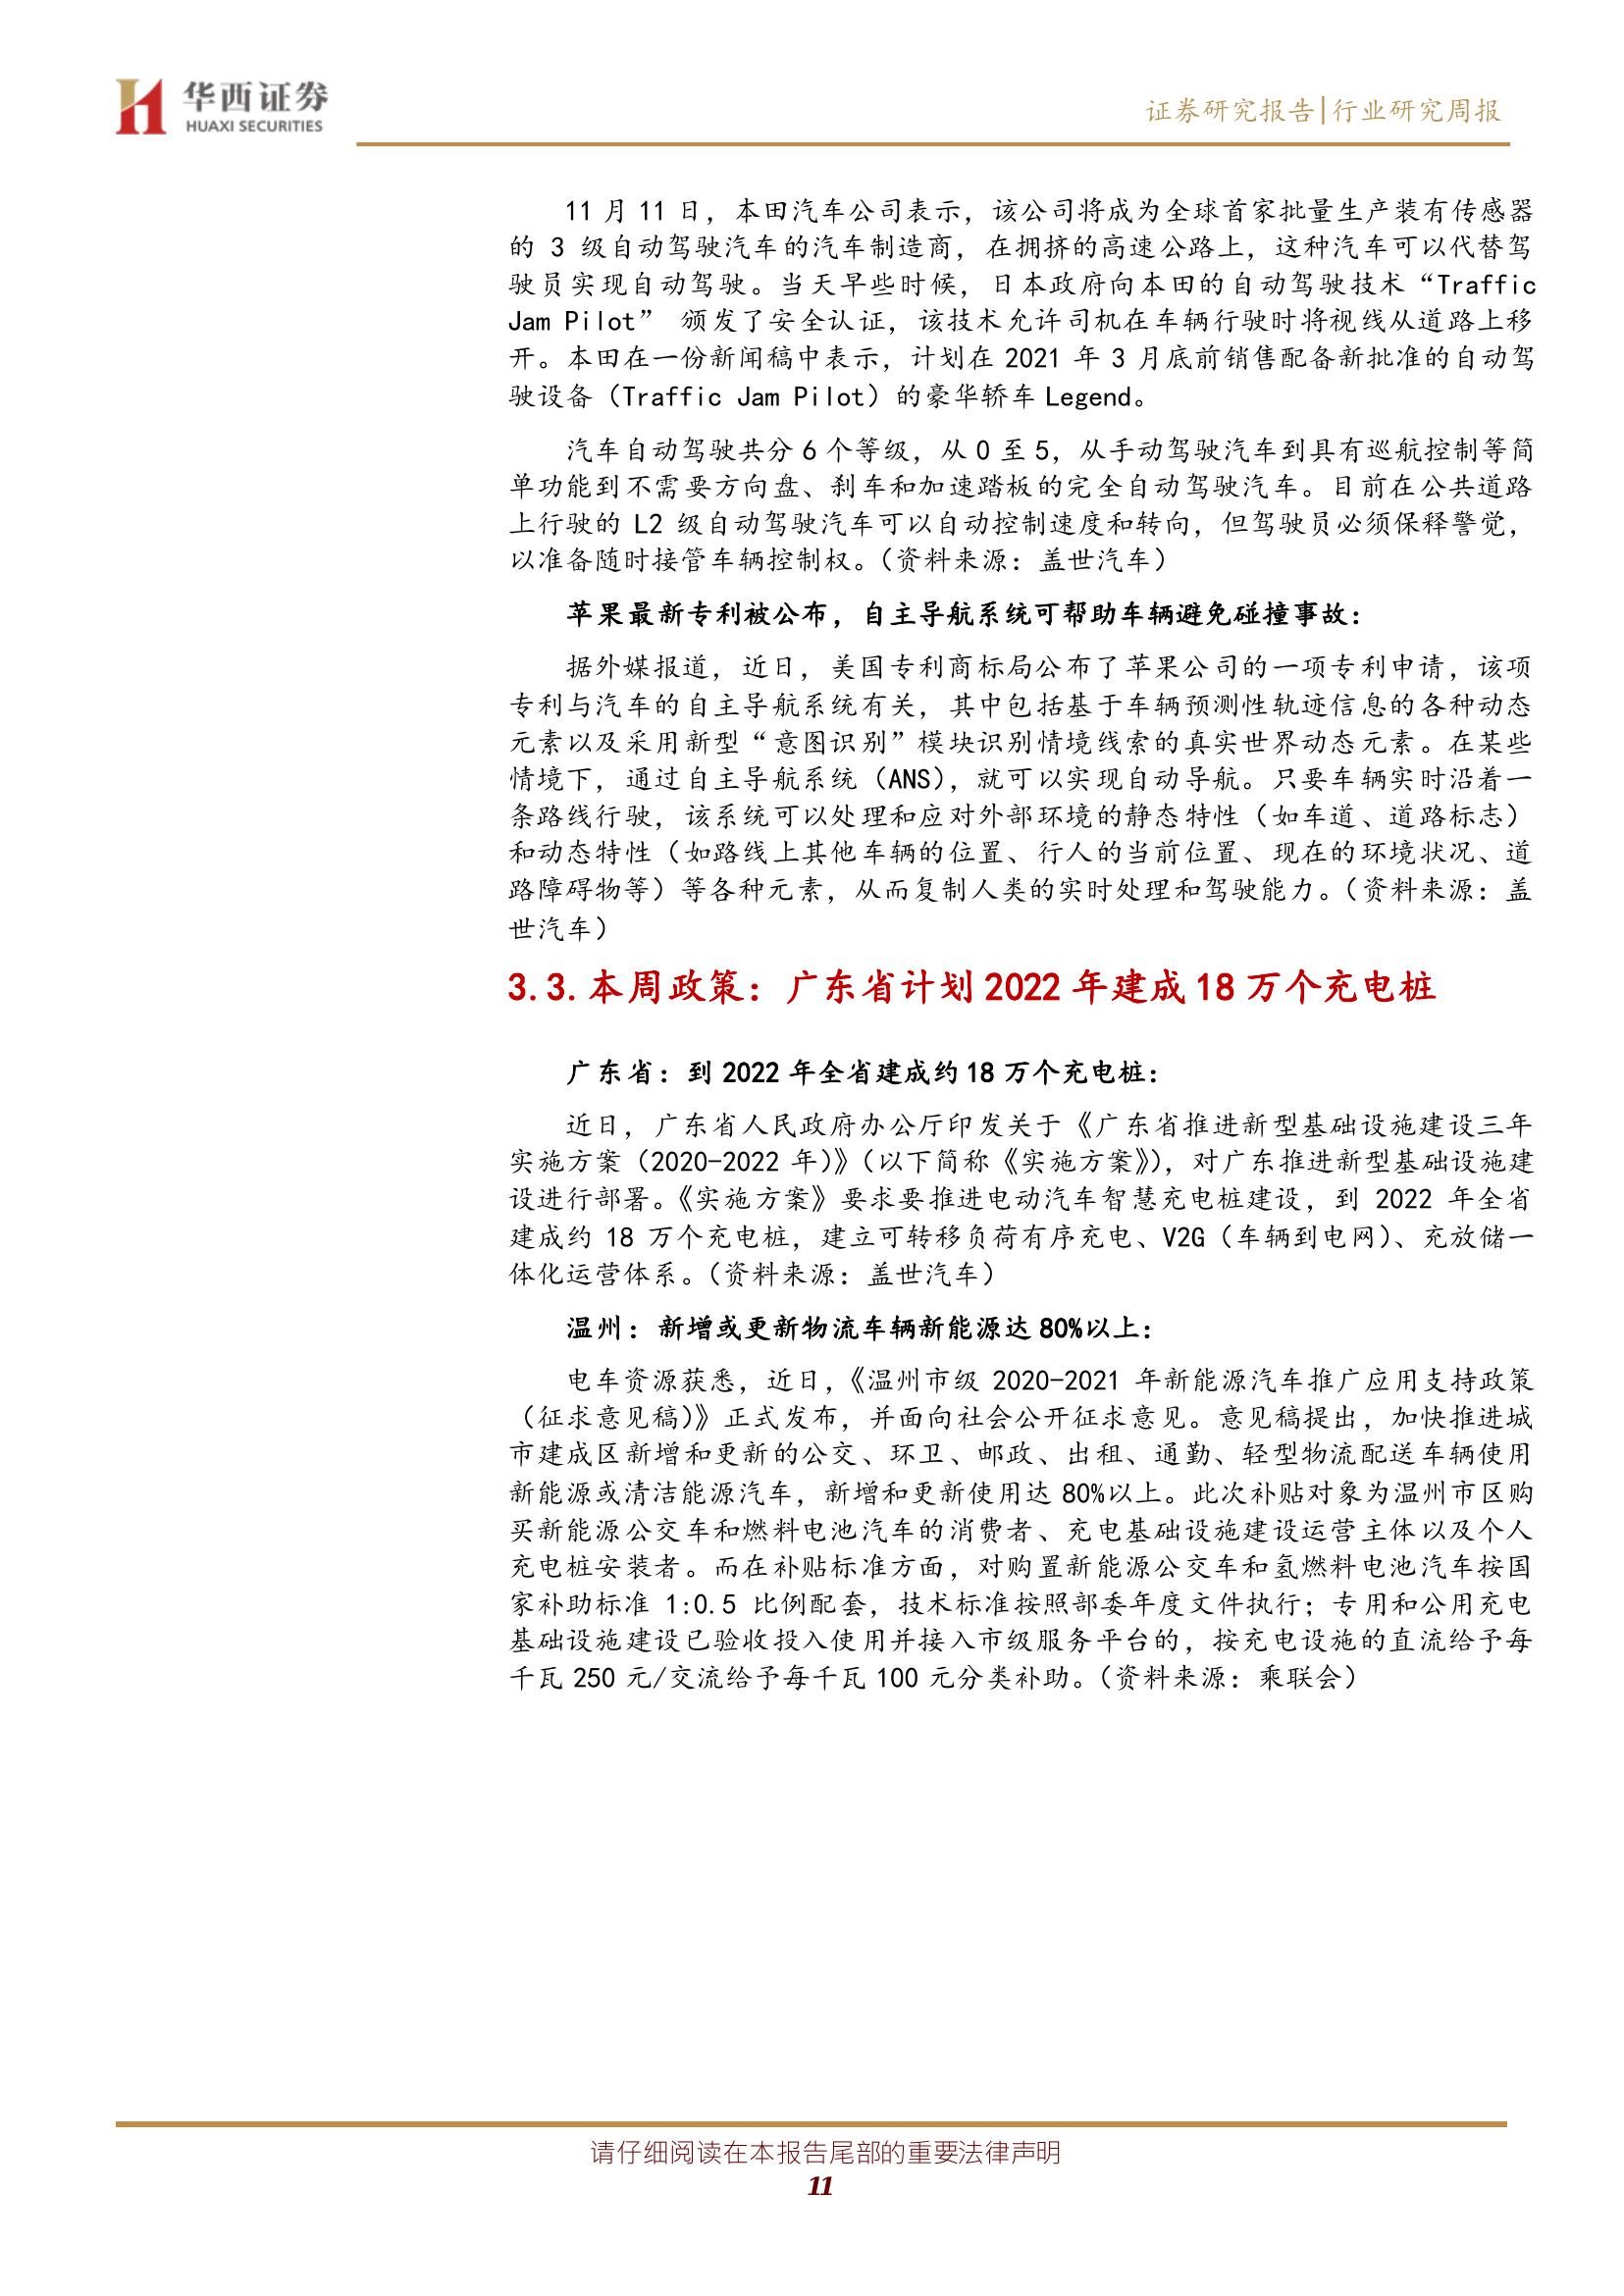 华西证券
HUAXI SECURITIES
证券研究报告|行业研究周报
11 月 11 日，本田汽车公司表示，该公司将成为全球首家批量生产装有传感器
的 3 级自动驾驶汽车的汽车制造商，在拥挤的高速公路上，这种汽车可以代替驾
驶员实现自动驾驶。当天早些时候，日本政府向本田的自动驾驶技术“Traffic
Jam Pilot” 颁发了安全认证，该技术允许司机在车辆行驶时将视线从道路上移
开。本田在一份新闻稿中表示，计划在 2021 年 3 月底前销售配备新批准的自动驾
驶设备（Traffic Jam Pilot）的豪华轿车 Legend。
汽车自动驾驶共分 6 个等级，从 0 至 5，从手动驾驶汽车到具有巡航控制等简
单功能到不需要方向盘、刹车和加速踏板的完全自动驾驶汽车。目前在公共道路
上行驶的 L2 级自动驾驶汽车可以自动控制速度和转向，但驾驶员必须保释警觉，
以准备随时接管车辆控制权。（资料来源：盖世汽车）
苹果最新专利被公布，自主导航系统可帮助车辆避免碰撞事故：
据外媒报道，近日，美国专利商标局公布了苹果公司的一项专利申请，该项
专利与汽车的自主导航系统有关，其中包括基于车辆预测性轨迹信息的各种动态
元素以及采用新型“意图识别”模块识别情境线索的真实世界动态元素。在某些
情境下，通过自主导航系统（ANS），就可以实现自动导航。只要车辆实时沿着一
条路线行驶，该系统可以处理和应对外部环境的静态特性（如车道、道路标志）
和动态特性（如路线上其他车辆的位置、行人的当前位置、现在的环境状况、道
路障碍物等）等各种元素，从而复制人类的实时处理和驾驶能力。（资料来源：盖
世汽车）
3.3.本周政策：广东省计划 2022 年建成 18 万个充电桩
广东省：到 2022 年全省建成约 18 万个充电桩：
近日，广东省人民政府办公厅印发关于《广东省推进新型基础设施建设三年
实施方案（2020-2022 年）》（以下简称《实施方案》），对广东推进新型基础设施建
设进行部署。《实施方案》要求要推进电动汽车智慧充电桩建设，到 2022 年全省
建成约 18 万个充电桩，建立可转移负荷有序充电、V2G（车辆到电网）、充放储一
体化运营体系。（资料来源：盖世汽车）
温州：新增或更新物流车辆新能源达 80%以上：
电车资源获悉，近日，《温州市级 2020-2021 年新能源汽车推广应用支持政策
（征求意见稿）》正式发布，并面向社会公开征求意见。意见稿提出，加快推进城
市建成区新增和更新的公交、环卫、邮政、出租、通勤、轻型物流配送车辆使用
新能源或清洁能源汽车，新增和更新使用达 80%以上。此次补贴对象为温州市区购
买新能源公交车和燃料电池汽车的消费者、充电基础设施建设运营主体以及个人
充电桩安装者。而在补贴标准方面，对购置新能源公交车和氢燃料电池汽车按国
家补助标准 1:0.5 比例配套，技术标准按照部委年度文件执行；专用和公用充电
基础设施建设已验收投入使用并接入市级服务平台的，按充电设施的直流给予每
千瓦 250 元/交流给予每千瓦 100 元分类补助。（资料来源：乘联会）
请仔细阅读在本报告尾部的重要法律声明
11